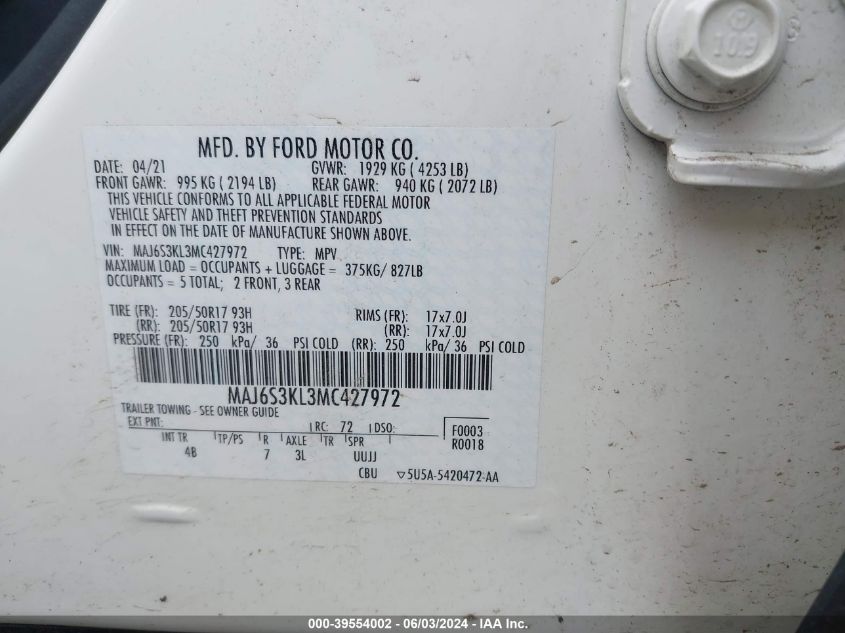 10.9
MFD. BY FORD MOTOR CO.
DATE: 04/21 GVWR: 1929 KG ( 4253 LB)
FRONT GAWR: 995 KG ( 2194 LB) REAR GAWR: 940 KG ( 2072 LB)
THIS VEHICLE CONFORMS TO ALL APPLICABLE FEDERAL MOTOR
VEHICLE SAFETY AND THEFT PREVENTION STANDARDS
IN EFFECT ON THE DATE OF MANUFACTURE SHOWN ABOVE.
VIN: MAJ6S3KL3MC427972 TYPE: MPV
MAXIMUM LOAD = OCCUPANTS + LUGGAGE = 375KG/ 827LB
OCCUPANTS = 5 TOTAL; 2 FRONT, 3 REAR
TIRE (FR): 205/50R17 93H RIMS (FR): 17x7.0J
(RR): 205/50R17 93H (RR): 17x7.0J
PRESSURE (FR): 250 kPa/ 36 PSI COLD (RR): 250 kPa/ 36 PSI COLD
MAJ6S3KL3MC427972
TRAILER TOWING - SEE OWNER GUIDE
EXT PNT: RC: 72 DSO: F0003
R0018
INT TR TP/PS R AXLE TR SPR
4B 7 3L UUJJ
CBU ▽5U5A-5420472-AA
000-39554002 - 06/03/2024 - IAA Inc.